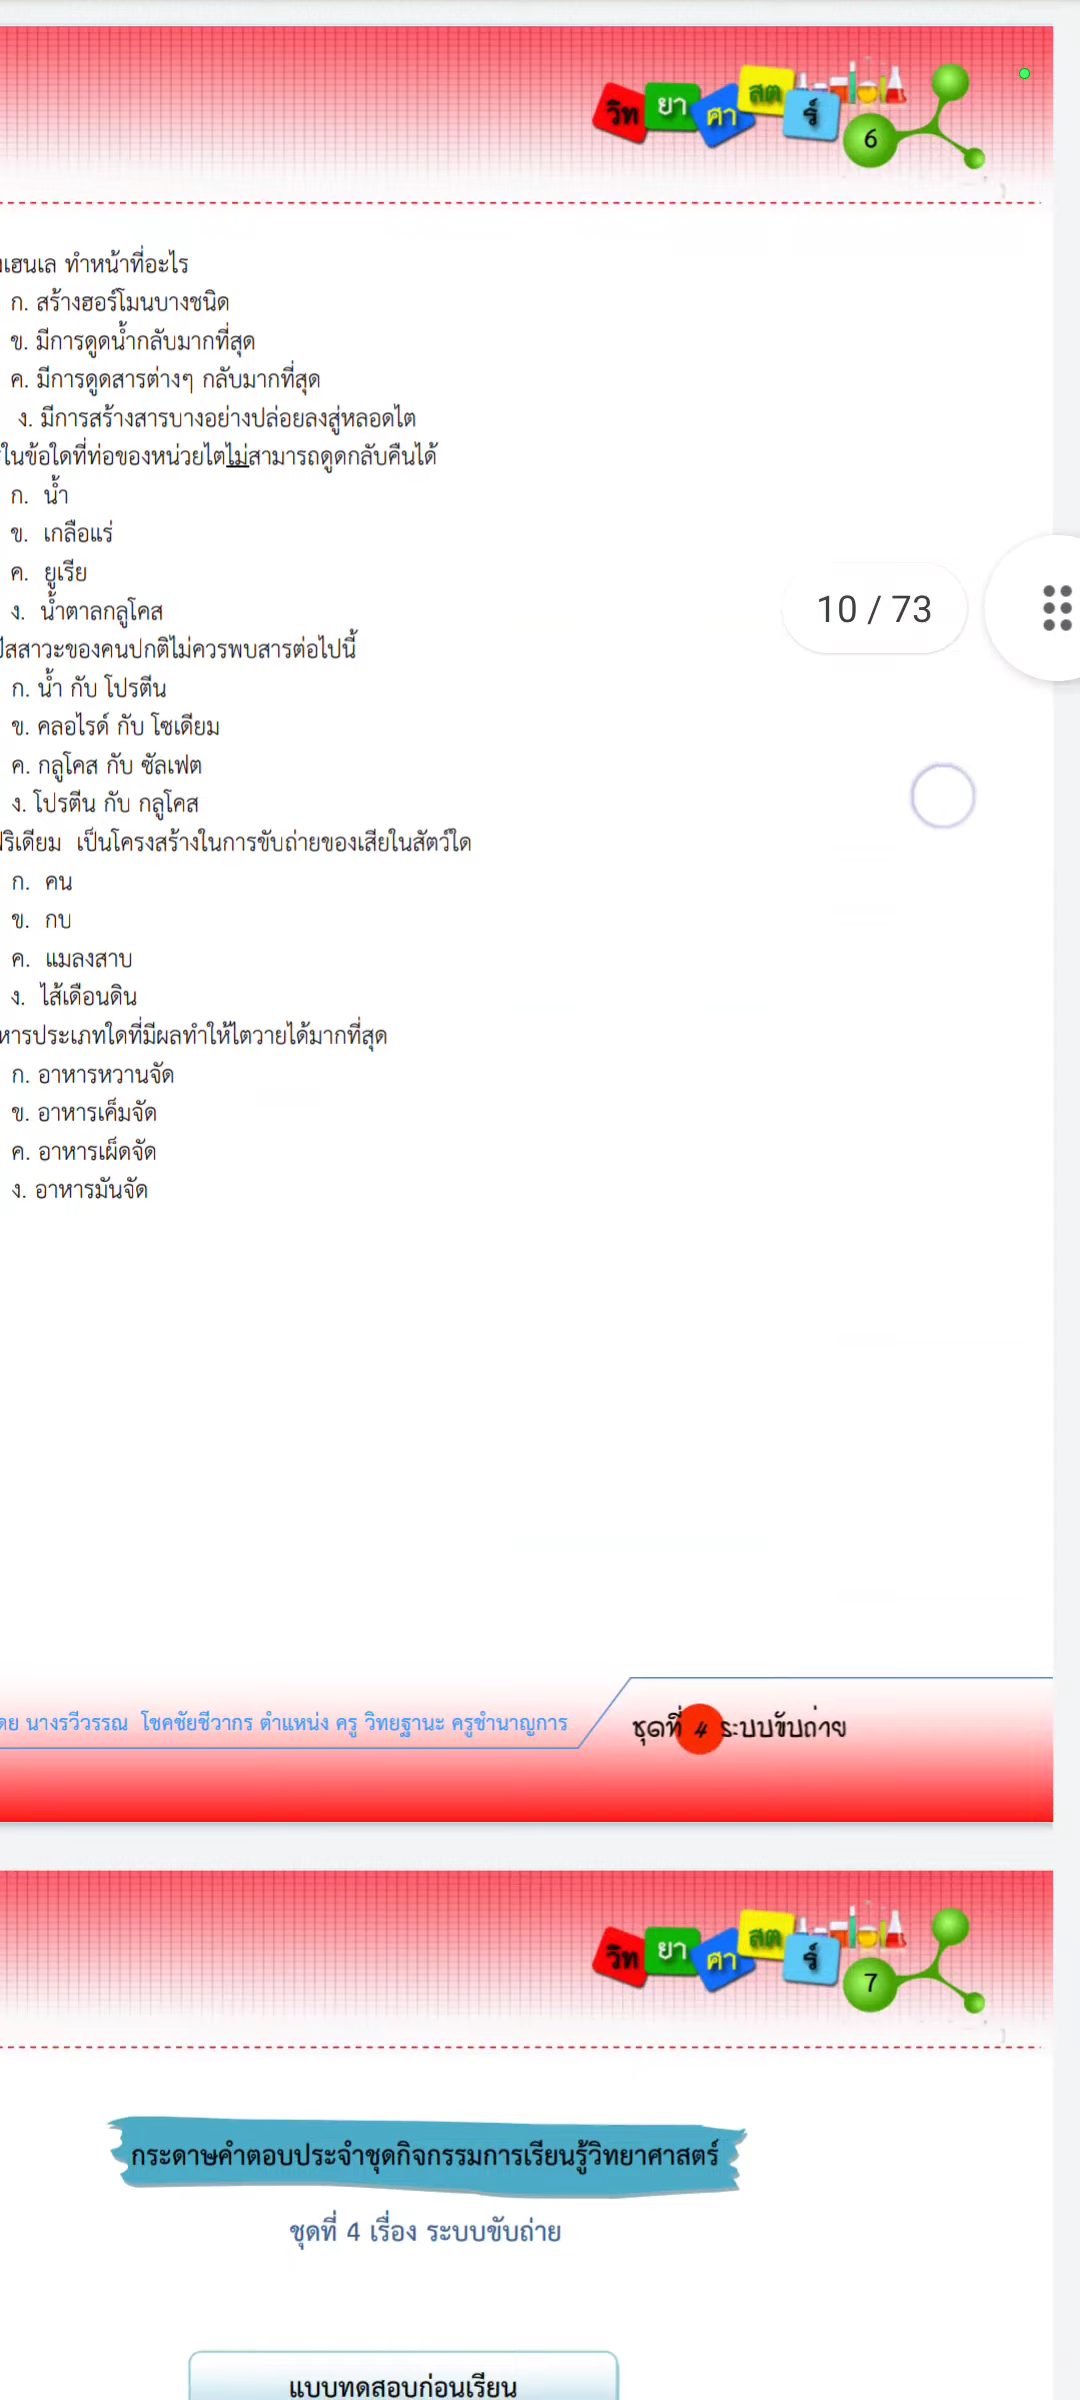 วิท ยา ศา สต ร์
6
เฮนเล ทำหน้าที่อะไร
ก. สร้างฮอร์โมนบางชนิด
ข. มีการดูดน้ำกลับมากที่สุด
ค. มีการดูดสารต่างๆ กลับมากที่สุด
ง. มีการสร้างสารบางอย่างปล่อยลงสู่หลอดไต
ในข้อใดที่ท่อของหน่วยไตไม่สามารถดูดกลับคืนได้
ก. น้ำ
ข. เกลือแร่
ค. ยูเรีย
ง. น้ำตาลกลูโคส
10 / 73
ปัสสาวะของคนปกติไม่ควรพบสารต่อไปนี้
ก. น้ำ กับ โปรตีน
ข. คลอไรด์ กับ โซเดียม
ค. กลูโคส กับ ซัลเฟต
ง. โปรตีน กับ กลูโคส
ริเดียม เป็นโครงสร้างในการขับถ่ายของเสียในสัตว์ใด
ก. คน
ข. กบ
ค. แมลงสาบ
ง. ไส้เดือนดิน
หารประเภทใดที่มีผลทำให้ไตวายได้มากที่สุด
ก. อาหารหวานจัด
ข. อาหารเค็มจัด
ค. อาหารเผ็ดจัด
ง. อาหารมันจัด
ดย นางรวีวรรณ โชคชัยชีวากร ตำแหน่ง ครู วิทยฐานะ ครูชำนาญการ
ชุดที่ 4 ระบบขับถ่าย
วิท ยา ศา สต ร์
7
กระดาษคำตอบประจำชุดกิจกรรมการเรียนรู้วิทยาศาสตร์
ชุดที่ 4 เรื่อง ระบบขับถ่าย
แบบทดสอบก่อนเรียน